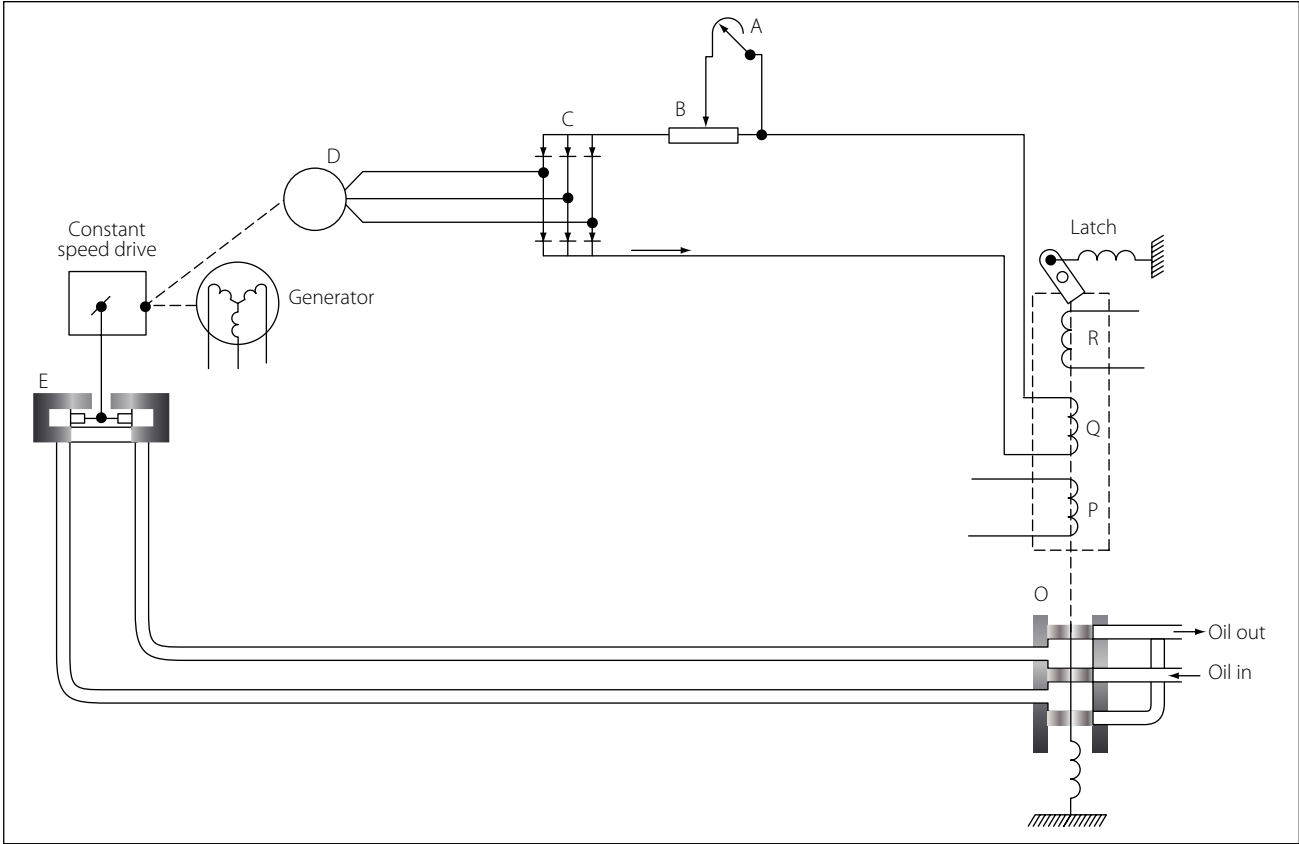 A
B
C
D
Constant
speed drive
Latch
Generator
R
E
Q
P
O
Oil out
Oil in